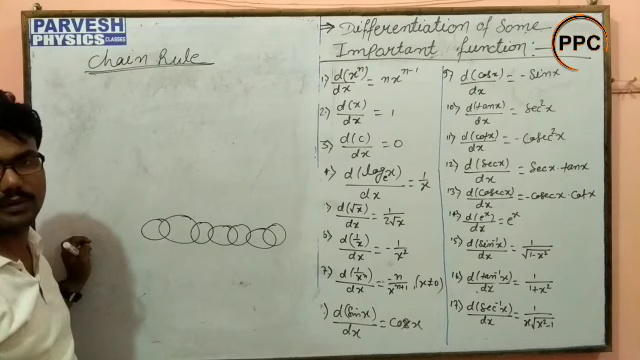 PARVESH
PHYSICS CLASSES
Chain Rule
⇒ Differentiation of Some
Important function:—
PPC
1) d(xⁿ)/dx = nxⁿ⁻¹
2) d(x)/dx = 1
3) d(c)/dx = 0
4) d(logₑx)/dx = 1/x
5) d(√x)/dx = 1/2√x
6) d(1/x)/dx = -1/x²
7) d(1/xⁿ)/dx = n/xⁿ⁺¹, (x≠0)
8) d(sinx)/dx = cosx
9) d(cosx)/dx = -sinx
10) d(tanx)/dx = sec²x
11) d(cotx)/dx = -cosec²x
12) d(secx)/dx = secx·tanx
13) d(cosecx)/dx = -cosecx·cotx
14) d(eˣ)/dx = eˣ
15) d(sin⁻¹x)/dx = 1/√1-x²
16) d(tan⁻¹x)/dx = 1/1+x²
17) d(sec⁻¹x)/dx = 1/x√x²-1